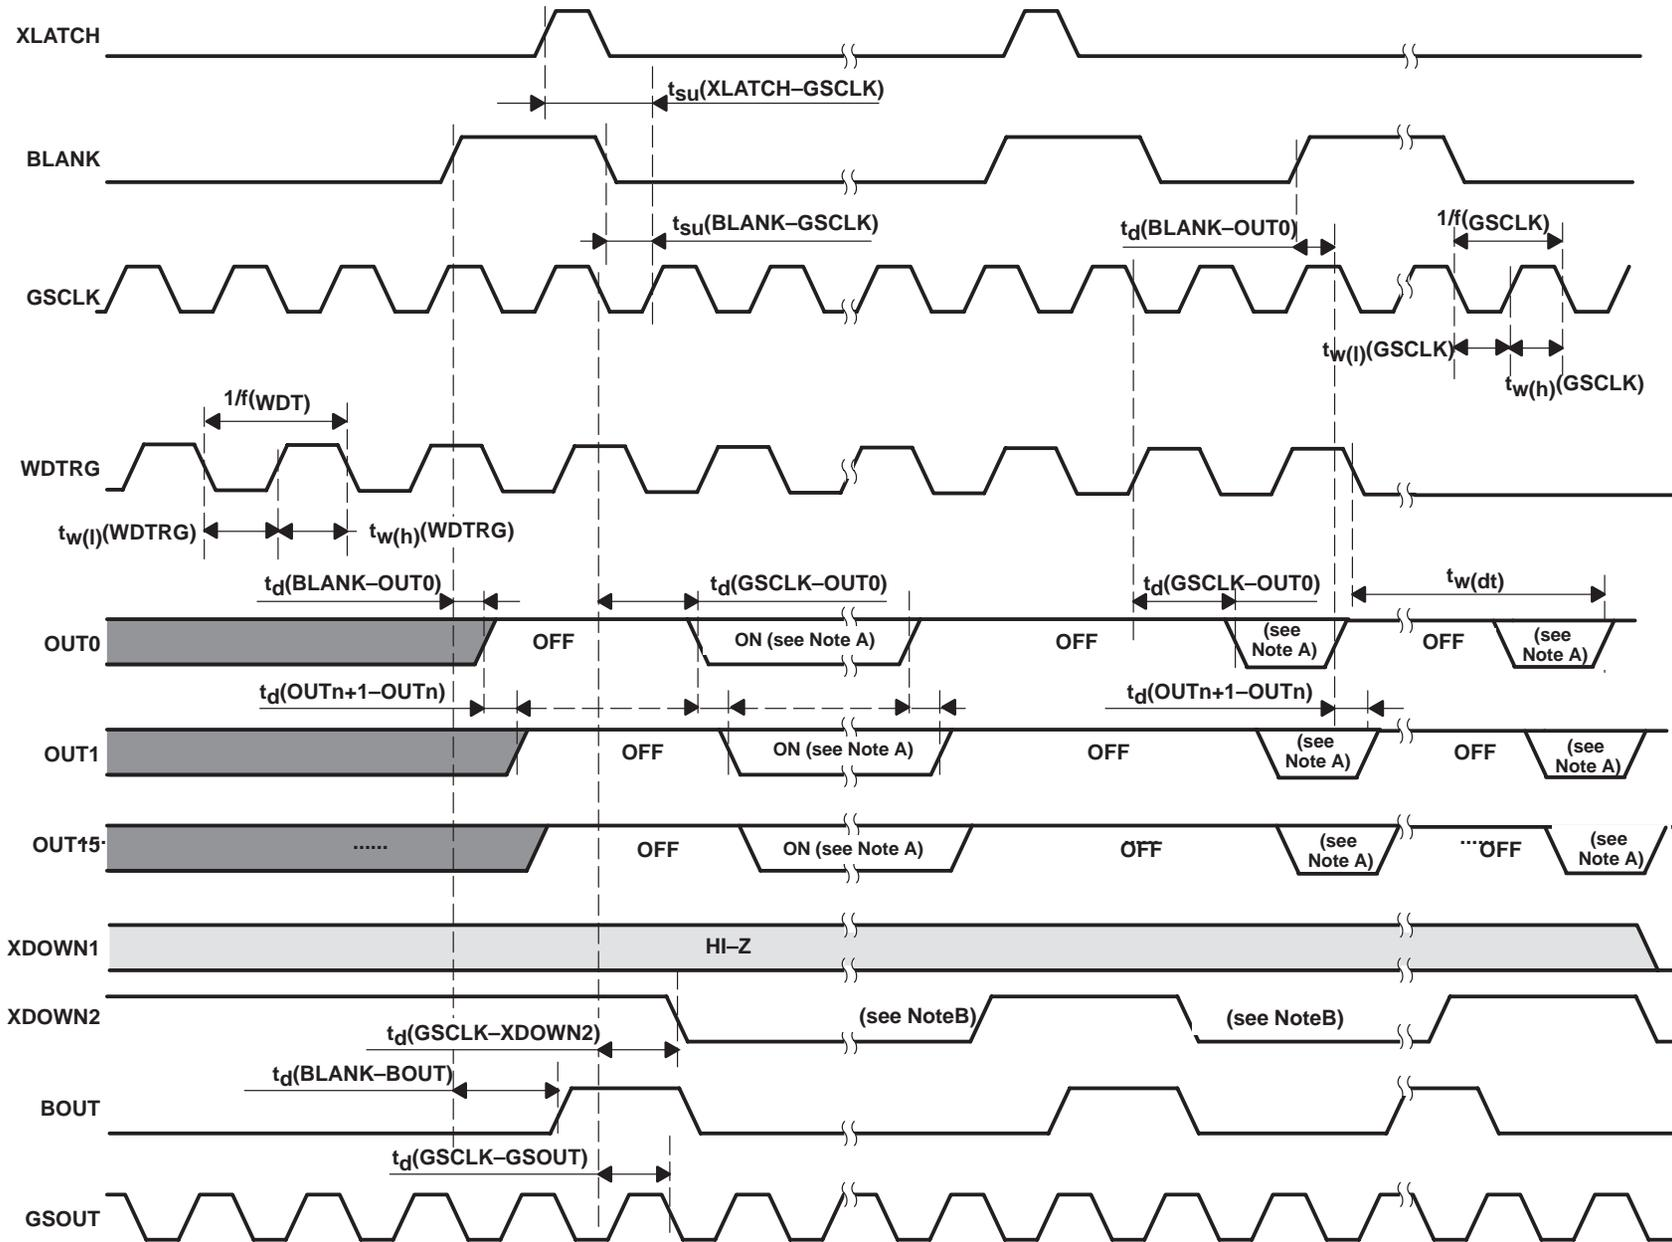 XLATCH
tsu(XLATCH–GSCLK)
BLANK
tsu(BLANK–GSCLK)
td(BLANK–OUT0)
1/f(GSCLK)
GSCLK
tw(l)(GSCLK)
tw(h)(GSCLK)
1/f(WDT)
WDTRG
tw(l)(WDTRG)
tw(h)(WDTRG)
td(BLANK–OUT0)
td(GSCLK–OUT0)
td(GSCLK–OUT0)
tw(dt)
OUT0
OFF
ON (see Note A)
OFF
(see
Note A)
OFF
(see
Note A)
td(OUTn+1–OUTn)
td(OUTn+1–OUTn)
OUT1
OFF
ON (see Note A)
OFF
(see
Note A)
OFF
(see
Note A)
OUT15
......
OFF
ON (see Note A)
OFF
(see
Note A)
......
OFF
(see
Note A)
XDOWN1
HI–Z
XDOWN2
(see NoteB)
(see NoteB)
td(GSCLK–XDOWN2)
td(BLANK–BOUT)
BOUT
td(GSCLK–GSOUT)
GSOUT